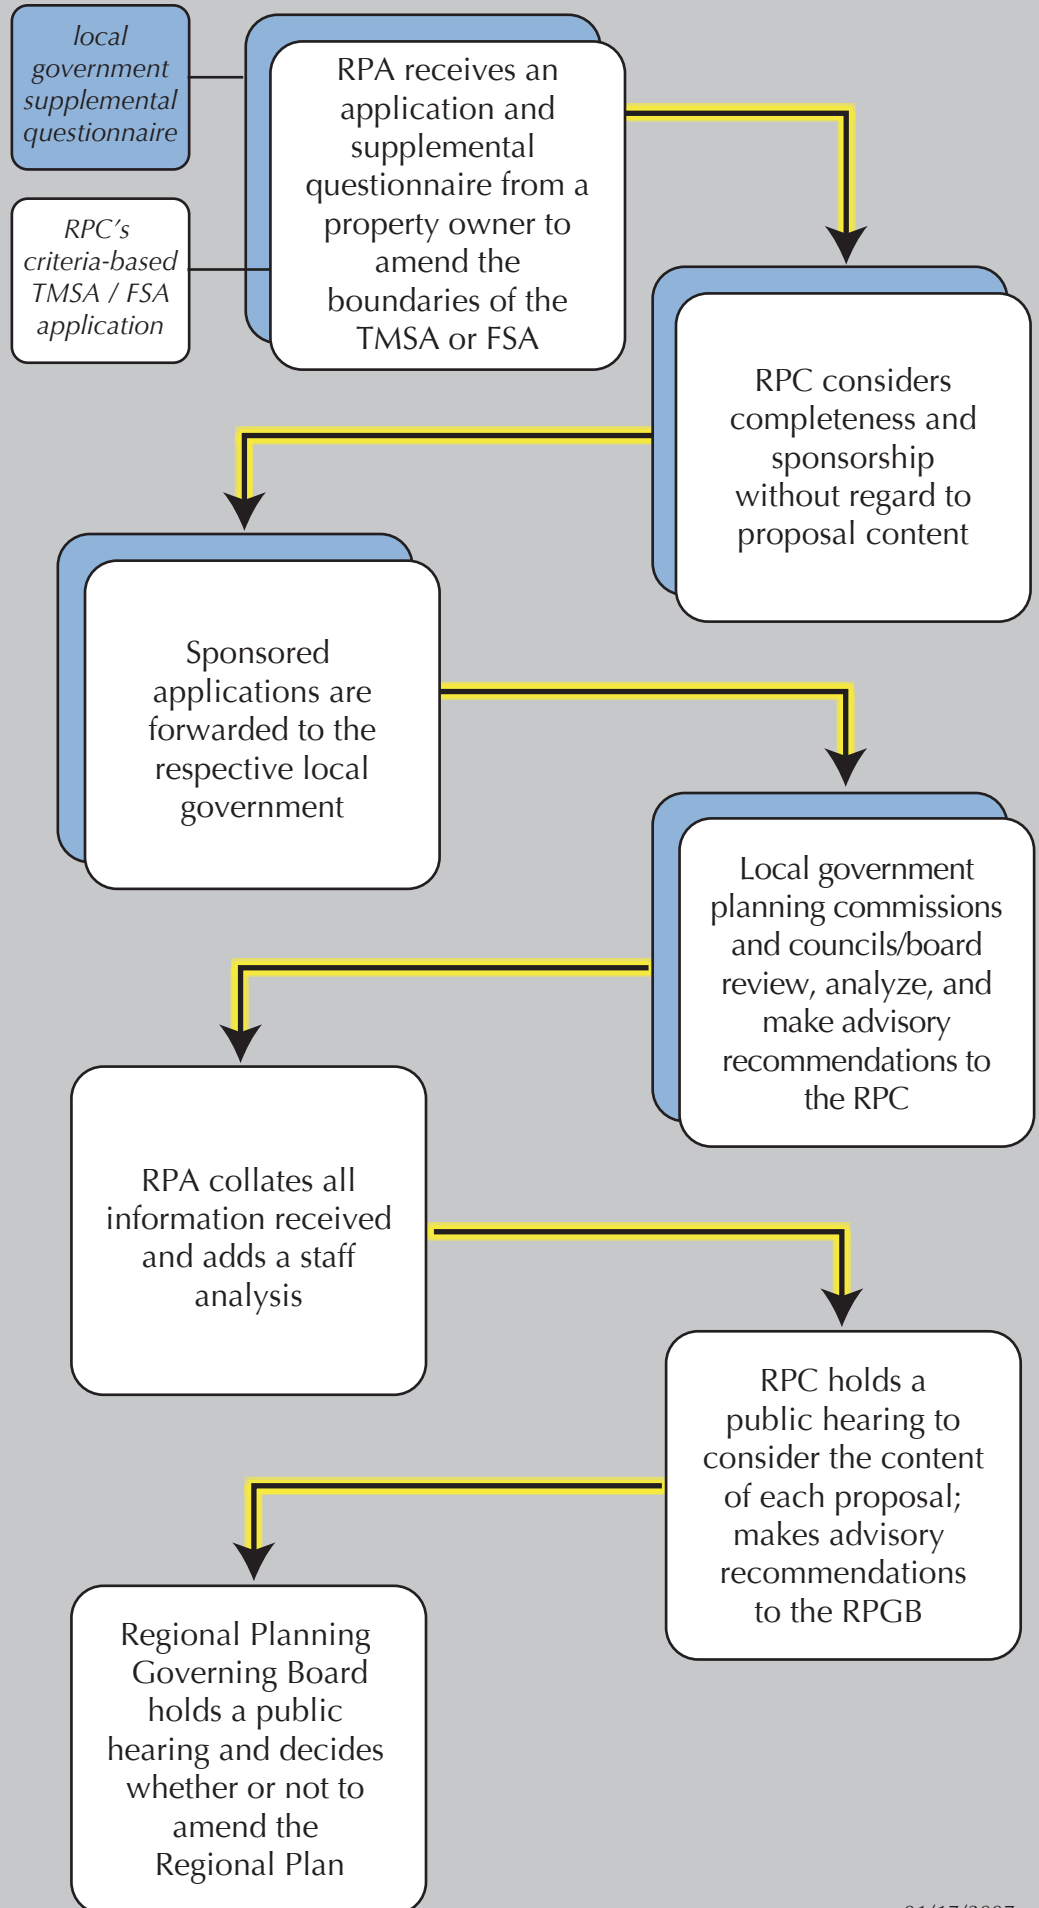 local
government
supplemental
questionnaire
RPC's
criteria-based
TMSA / FSA
application
RPA receives an
application and
supplemental
questionnaire from a
property owner to
amend the
boundaries of the
TMSA or FSA
RPC considers
completeness and
sponsorship
without regard to
proposal content
Sponsored
applications are
forwarded to the
respective local
government
Local government
planning commissions
and councils/board
review, analyze, and
make advisory
recommendations to
the RPC
RPA collates all
information received
and adds a staff
analysis
RPC holds a
public hearing to
consider the content
of each proposal;
makes advisory
recommendations
to the RPGB
Regional Planning
Governing Board
holds a public
hearing and decides
whether or not to
amend the
Regional Plan